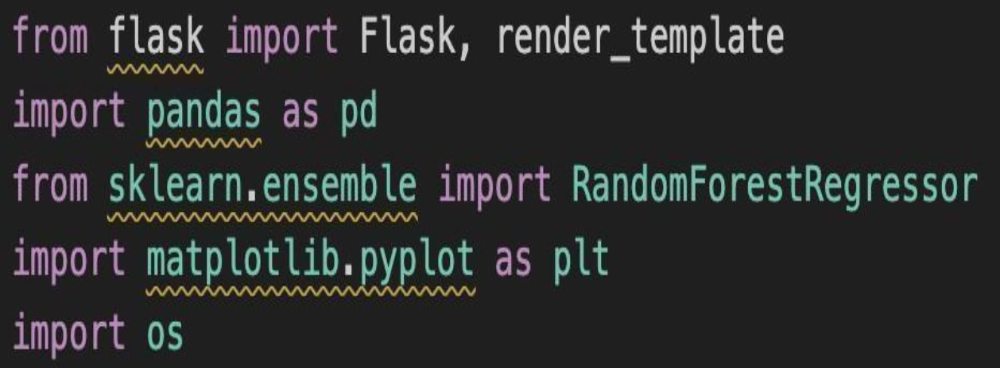 from flask import Flask, render_template
import pandas as pd
from sklearn.ensemble import RandomForestRegressor
import matplotlib.pyplot as plt
import os